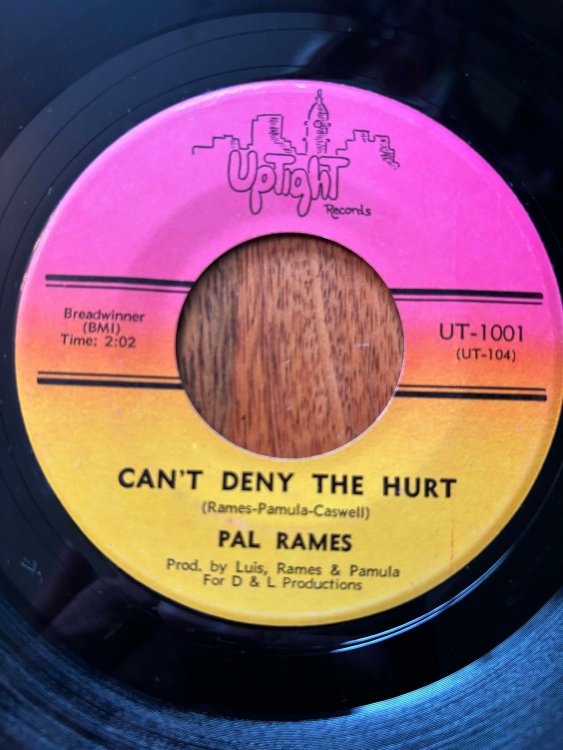 UpTight
Records
Breadwinner
(BMI)
Time: 2:02
UT-1001
(UT-104)
CAN'T DENY THE HURT
(Rames-Pamula-Caswell)
PAL RAMES
Prod. by Luis, Rames & Pamula
For D & L Productions